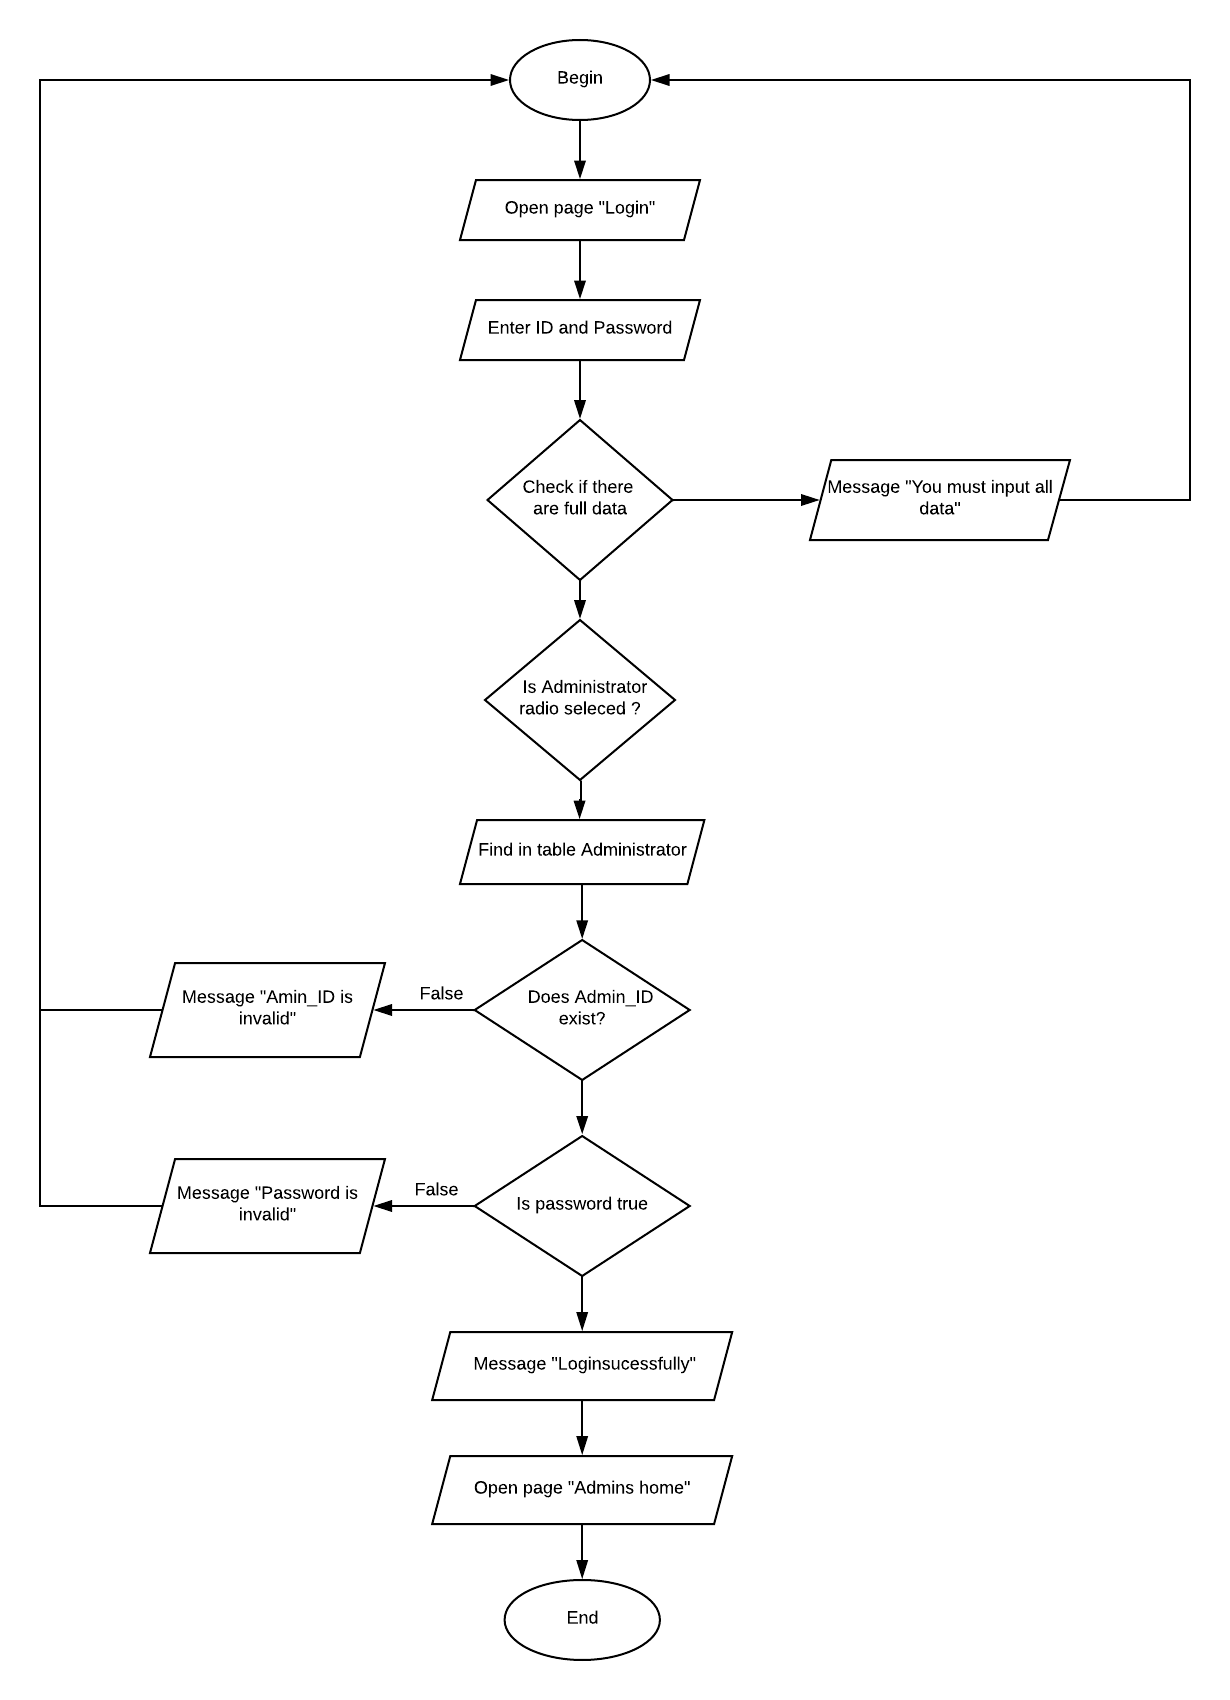 Begin
Open page "Login"
Enter ID and Password
Check if there
are full data
Message "You must input all
data"
Is Administrator
radio seleced ?
Find in table Administrator
Does Admin_ID
exist?
False
Message "Amin_ID is
invalid"
Is password true
False
Message "Password is
invalid"
Message "Loginsucessfully"
Open page "Admins home"
End